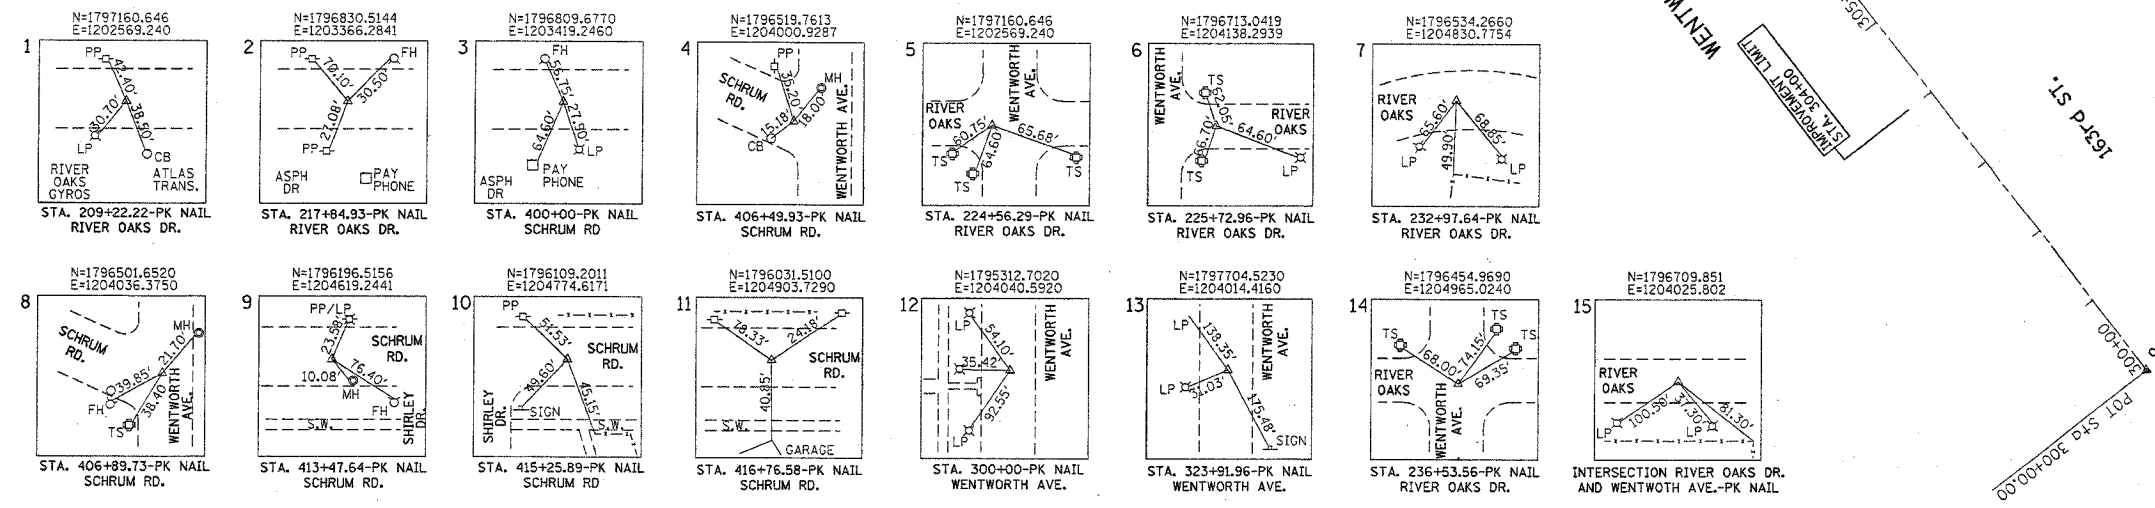 1
N=1797160.646
E=1202569.240
PP
42.40'
30.70'
38.50'
LP
CB
RIVER
OAKS
GYROS
ATLAS
TRANS.
STA. 209+22.22-PK NAIL
RIVER OAKS DR.
2
N=1796830.5144
E=1203366.2841
PP
FH
70.10'
30.50'
27.08'
PP
ASPH
DR
PAY
PHONE
STA. 217+84.93-PK NAIL
RIVER OAKS DR.
3
N=1796809.6770
E=1203419.2460
FH
56.75'
27.90'
64.60'
LP
PAY
PHONE
ASPH
DR
STA. 400+00-PK NAIL
SCHRUM RD
4
N=1796519.7613
E=1204000.9287
PP
MH
SCHRUM
RD.
35.20'
18.00'
15.18'
CB
WENTWORTH AVE.
STA. 406+49.93-PK NAIL
SCHRUM RD.
5
N=1797160.646
E=1202569.240
WENTWORTH
AVE.
RIVER
OAKS
60.75'
65.68'
64.60'
TS
TS
TS
STA. 224+56.29-PK NAIL
RIVER OAKS DR.
6
N=1796713.0419
E=1204138.2939
WENTWORTH
AVE.
TS
92.05'
RIVER
OAKS
64.60'
66.70'
TS
LP
STA. 225+72.96-PK NAIL
RIVER OAKS DR.
7
N=1796534.2660
E=1204830.7754
RIVER
OAKS
65.60'
68.85'
49.90'
LP
LP
STA. 232+97.64-PK NAIL
RIVER OAKS DR.
8
N=1796501.6520
E=1204036.3750
SCHRUM
RD.
MH
21.70'
39.85'
38.40'
FH
TS
WENTWORTH
AVE.
STA. 406+89.73-PK NAIL
SCHRUM RD.
9
N=1796196.5156
E=1204619.2441
PP/LP
23.58'
SCHRUM
RD.
76.40'
10.08'
MH
FH
S.W.
SHIRLEY
DR.
STA. 413+47.64-PK NAIL
SCHRUM RD.
10
N=1796109.2011
E=1204774.6171
PP
51.53'
SCHRUM
RD.
49.60'
45.15'
SIGN
S.W.
SHIRLEY
DR.
STA. 415+25.89-PK NAIL
SCHRUM RD
11
N=1796031.5100
E=1204903.7290
78.33'
24.18'
SCHRUM
RD.
40.85'
S.W.
GARAGE
STA. 416+76.58-PK NAIL
SCHRUM RD.
12
N=1795312.7020
E=1204040.5920
LP
54.10'
35.42'
92.55'
LP
WENTWORTH
AVE.
STA. 300+00-PK NAIL
WENTWORTH AVE.
13
N=1797704.5230
E=1204014.4160
LP
138.35'
LP
51.03'
175.48'
SIGN
WENTWORTH
AVE.
STA. 323+91.96-PK NAIL
WENTWORTH AVE.
14
N=1796454.9690
E=1204965.0240
TS
TS
TS
168.00'
74.15'
69.35'
RIVER
OAKS
WENTWORTH
AVE.
STA. 236+53.56-PK NAIL
RIVER OAKS DR.
15
N=1796709.851
E=1204025.802
RIVER
OAKS
100.50'
37.30'
81.30'
LP
LP
INTERSECTION RIVER OAKS DR.
AND WENTWOTH AVE.-PK NAIL
WENTW
305+
IMPROVEMENT LIMIT
STA. 304+00
163rd ST.
300+00
POT Sta 300+00.00